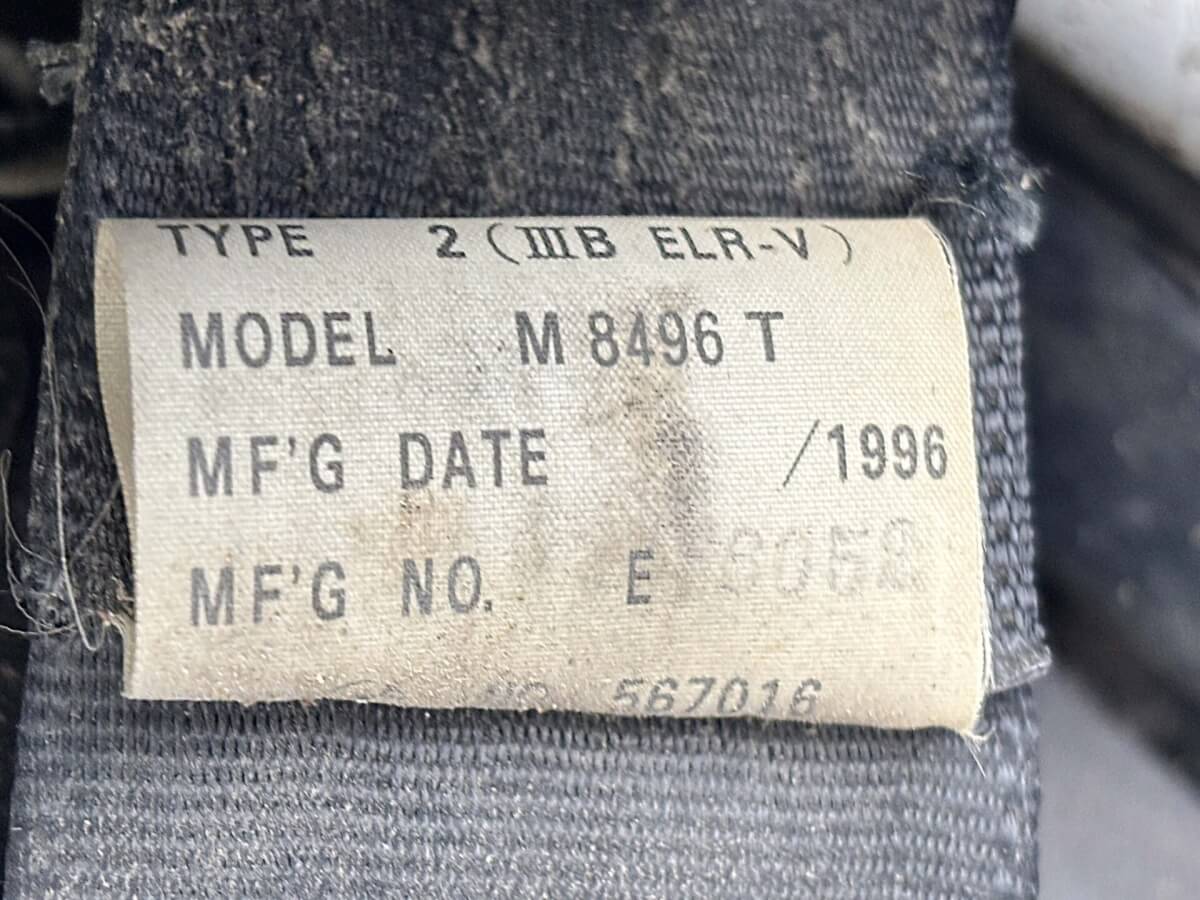 TYPE 2 (IIIB ELR-V)
MODEL M 8496 T
MF'G DATE /1996
MF'G NO. E
567016